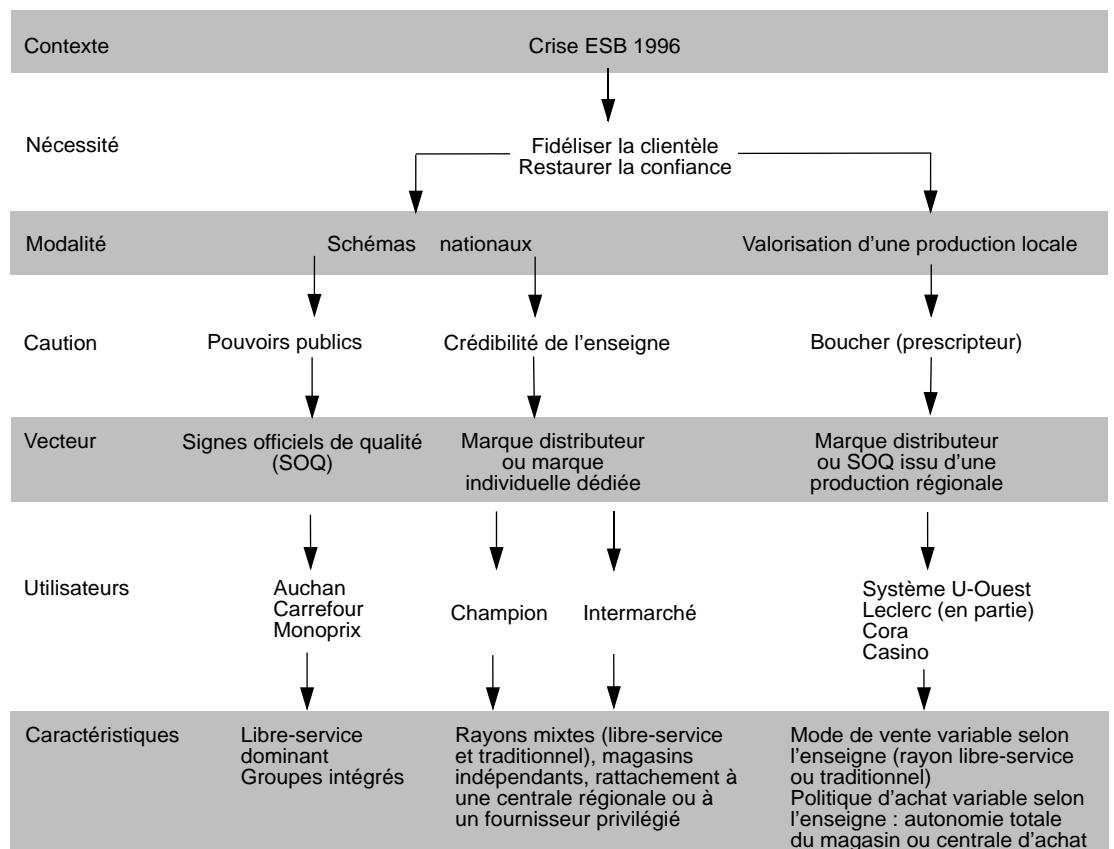 Contexte
Crise ESB 1996
Nécessité
Fidéliser la clientèle
Restaurer la confiance
Modalité
Schémas nationaux
Valorisation d'une production locale
Caution
Pouvoirs publics
Crédibilité de l'enseigne
Boucher (prescripteur)
Vecteur
Signes officiels de qualité
(SOQ)
Marque distributeur
ou marque
individuelle dédiée
Marque distributeur
ou SOQ issu d'une
production régionale
Utilisateurs
Auchan
Carrefour
Monoprix
Champion
Intermarché
Système U-Ouest
Leclerc (en partie)
Cora
Casino
Caractéristiques
Libre-service
dominant
Groupes intégrés
Rayons mixtes (libre-service
et traditionnel), magasins
indépendants, rattachement à
une centrale régionale ou à
un fournisseur privilégié
Mode de vente variable selon
l'enseigne (rayon libre-service
ou traditionnel)
Politique d'achat variable selon
l'enseigne : autonomie totale
du magasin ou centrale d'achat